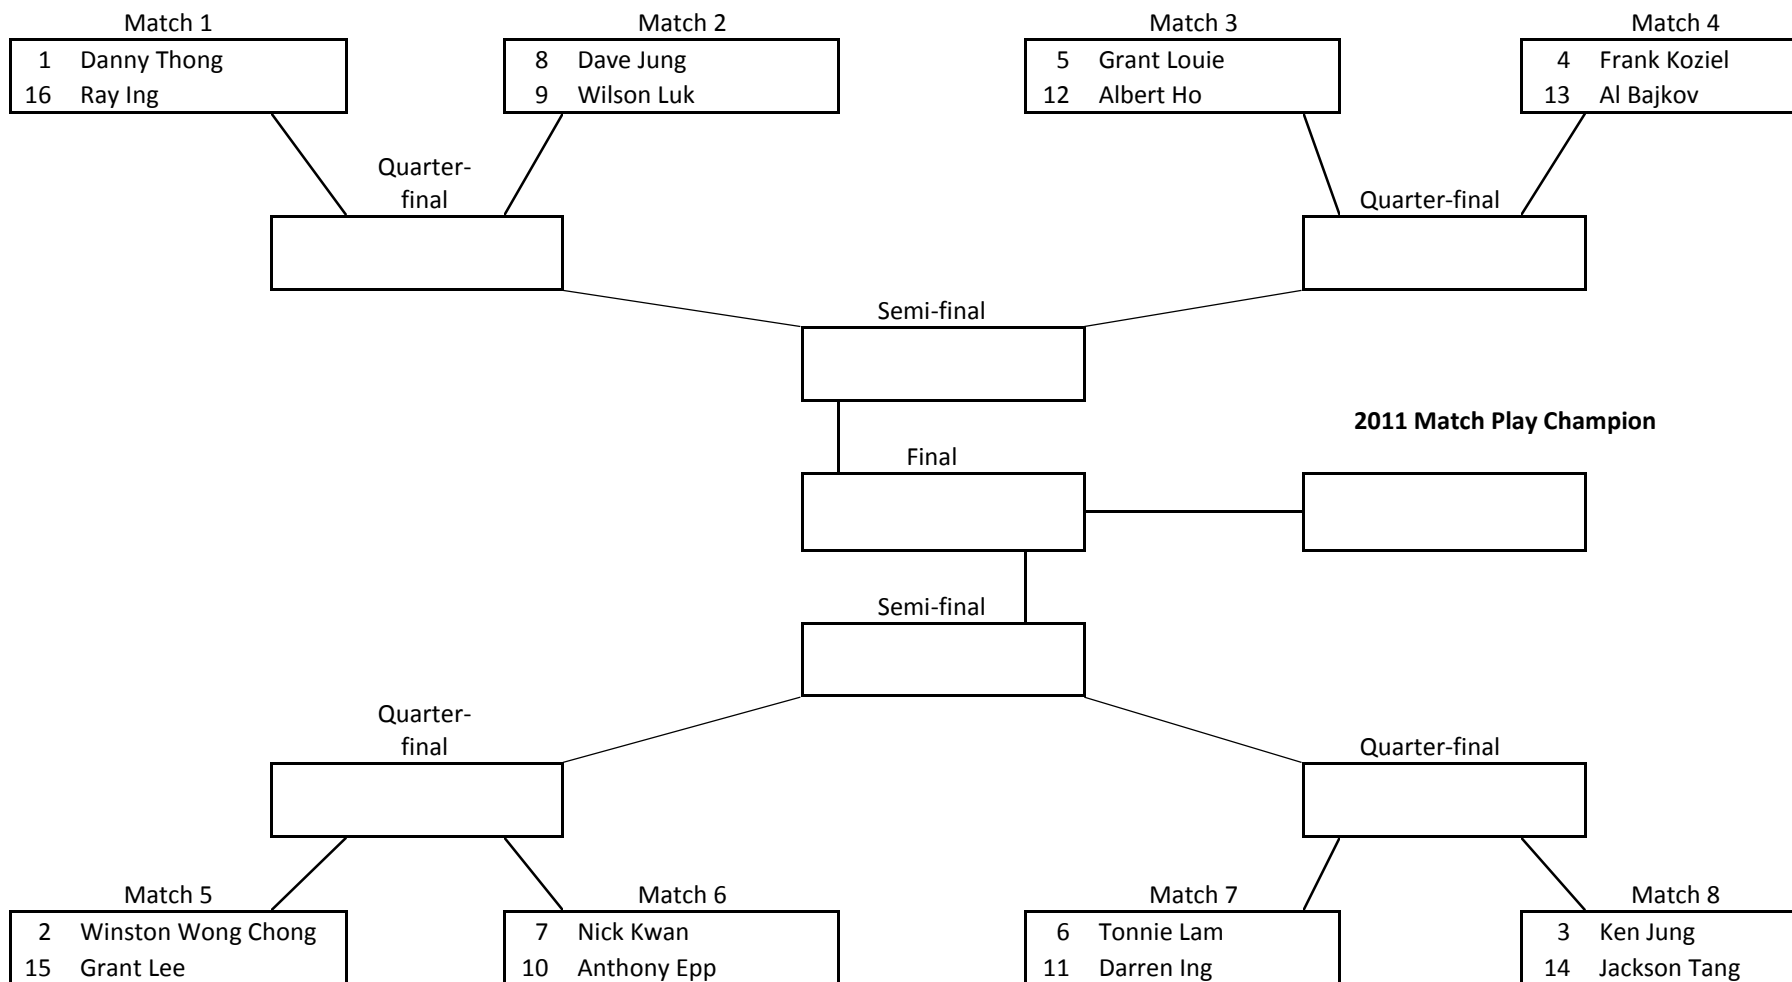 Match 1
Match 2
Match 3
Match 4
1 Danny Thong
16 Ray Ing
8 Dave Jung
9 Wilson Luk
5 Grant Louie
12 Albert Ho
4 Frank Koziel
13 Al Bajkov
Quarter-
final
Quarter-final
Semi-final
2011 Match Play Champion
Final
Semi-final
Quarter-
final
Quarter-final
Match 5
Match 6
Match 7
Match 8
2 Winston Wong Chong
15 Grant Lee
7 Nick Kwan
10 Anthony Epp
6 Tonnie Lam
11 Darren Ing
3 Ken Jung
14 Jackson Tang